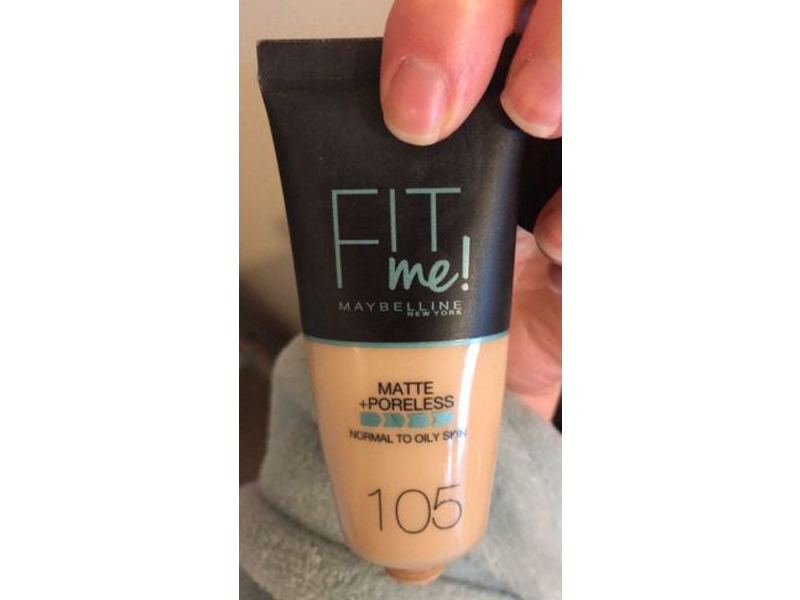 FIT
me!
MAYBELLINE
NEW YORK
MATTE
+PORELESS
NORMAL TO OILY SKIN
105